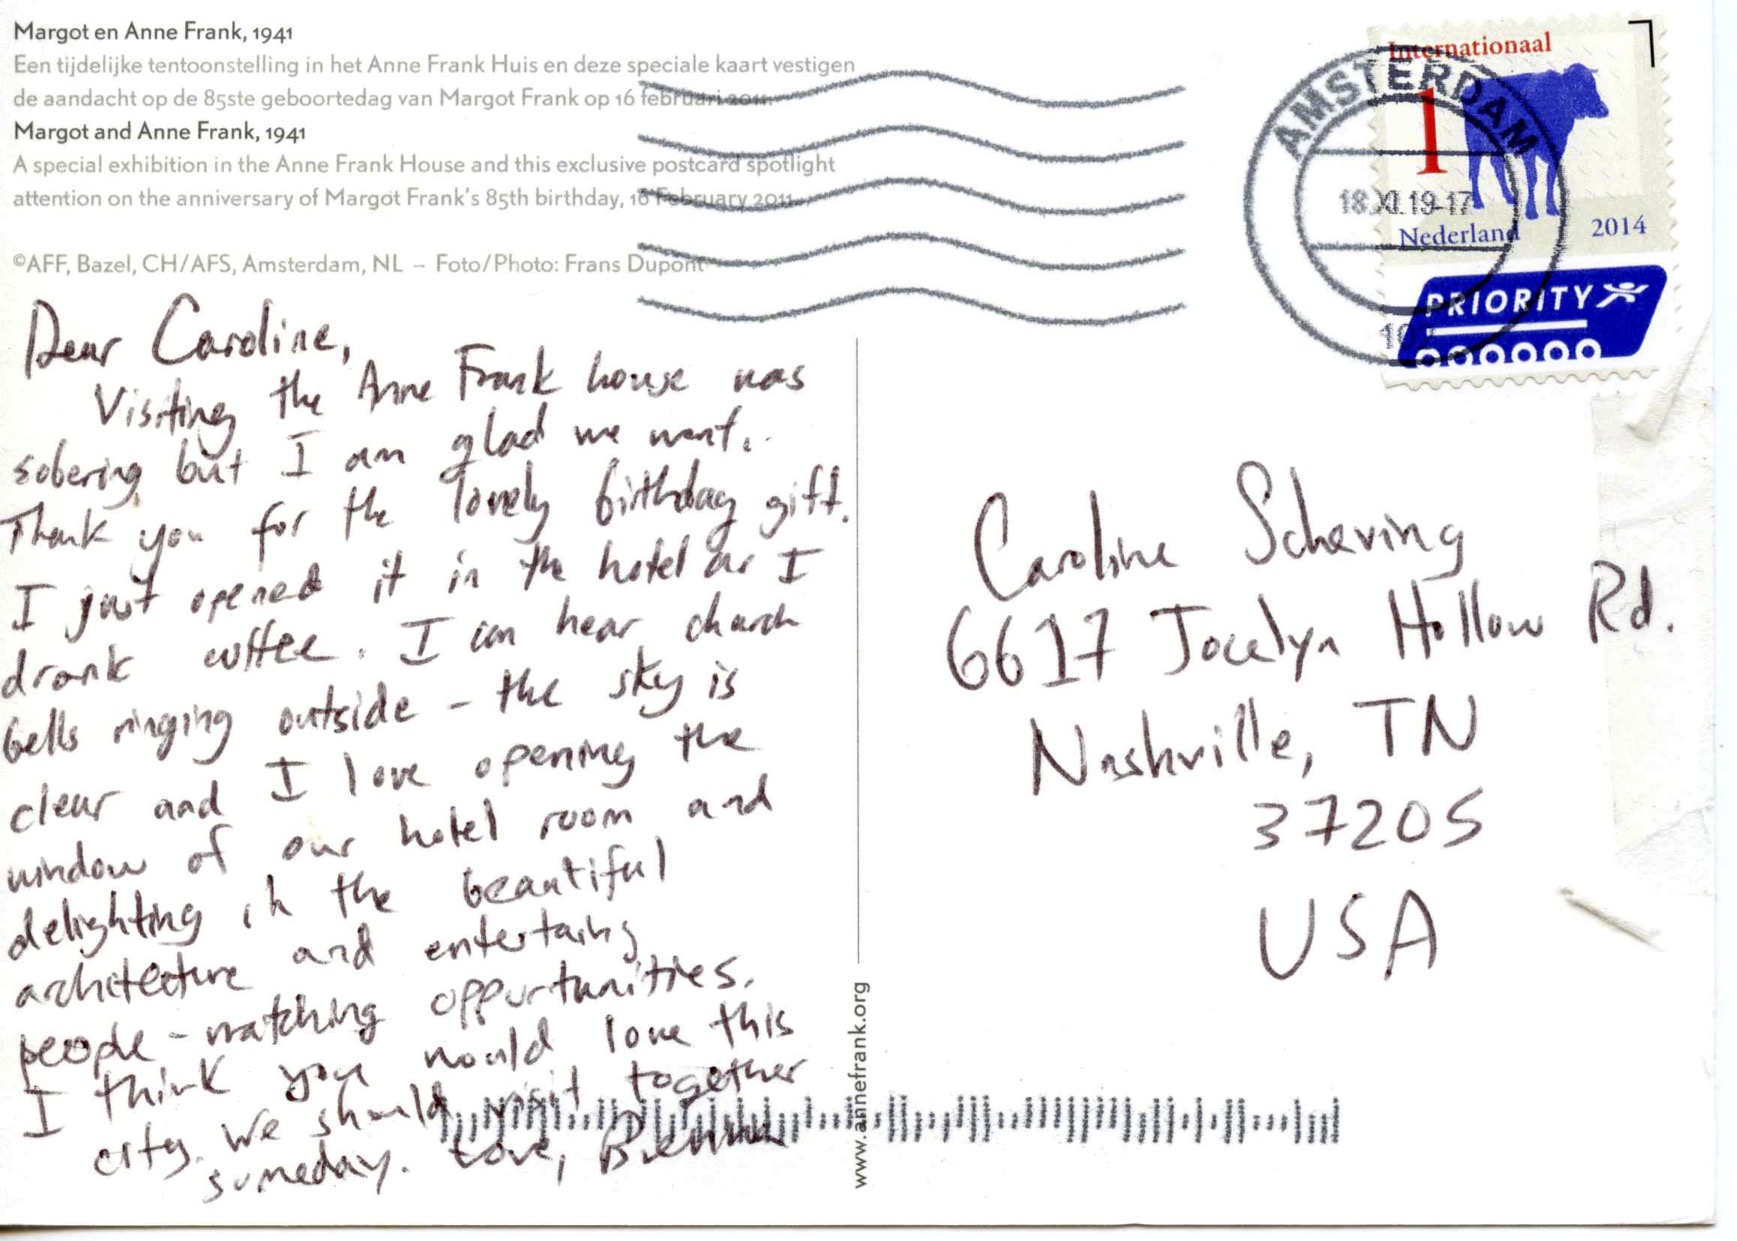 Margot en Anne Frank, 1941
Een tijdelijke tentoonstelling in het Anne Frank Huis en deze speciale kaart vestigen
de aandacht op de 85ste geboortedag van Margot Frank op 16 februari 2011.
Margot and Anne Frank, 1941
A special exhibition in the Anne Frank House and this exclusive postcard spotlight
attention on the anniversary of Margot Frank's 85th birthday, 16 February 2011.
©AFF, Bazel, CH/AFS, Amsterdam, NL – Foto/Photo: Frans Dupont
Dear Caroline,
Visiting the Anne Frank house was
sobering but I am glad we went.
Thank you for the lovely birthday gift.
I just opened it in the hotel as I
drank coffee. I can hear church
bells ringing outside - the sky is
clear and I love opening the
window of our hotel room and
delighting in the beautiful
architecture and entertaing
people-watching oppurtunities.
I think you would love this
city. We should visit together
someday. Love,
www.annefrank.org
Internationaal
1
Nederland 2014
PRIORITY
AMSTERDAM
18.XI.19-17
Caroline Scheving
6617 Jocelyn Hollow Rd.
Nashville, TN
37205
USA